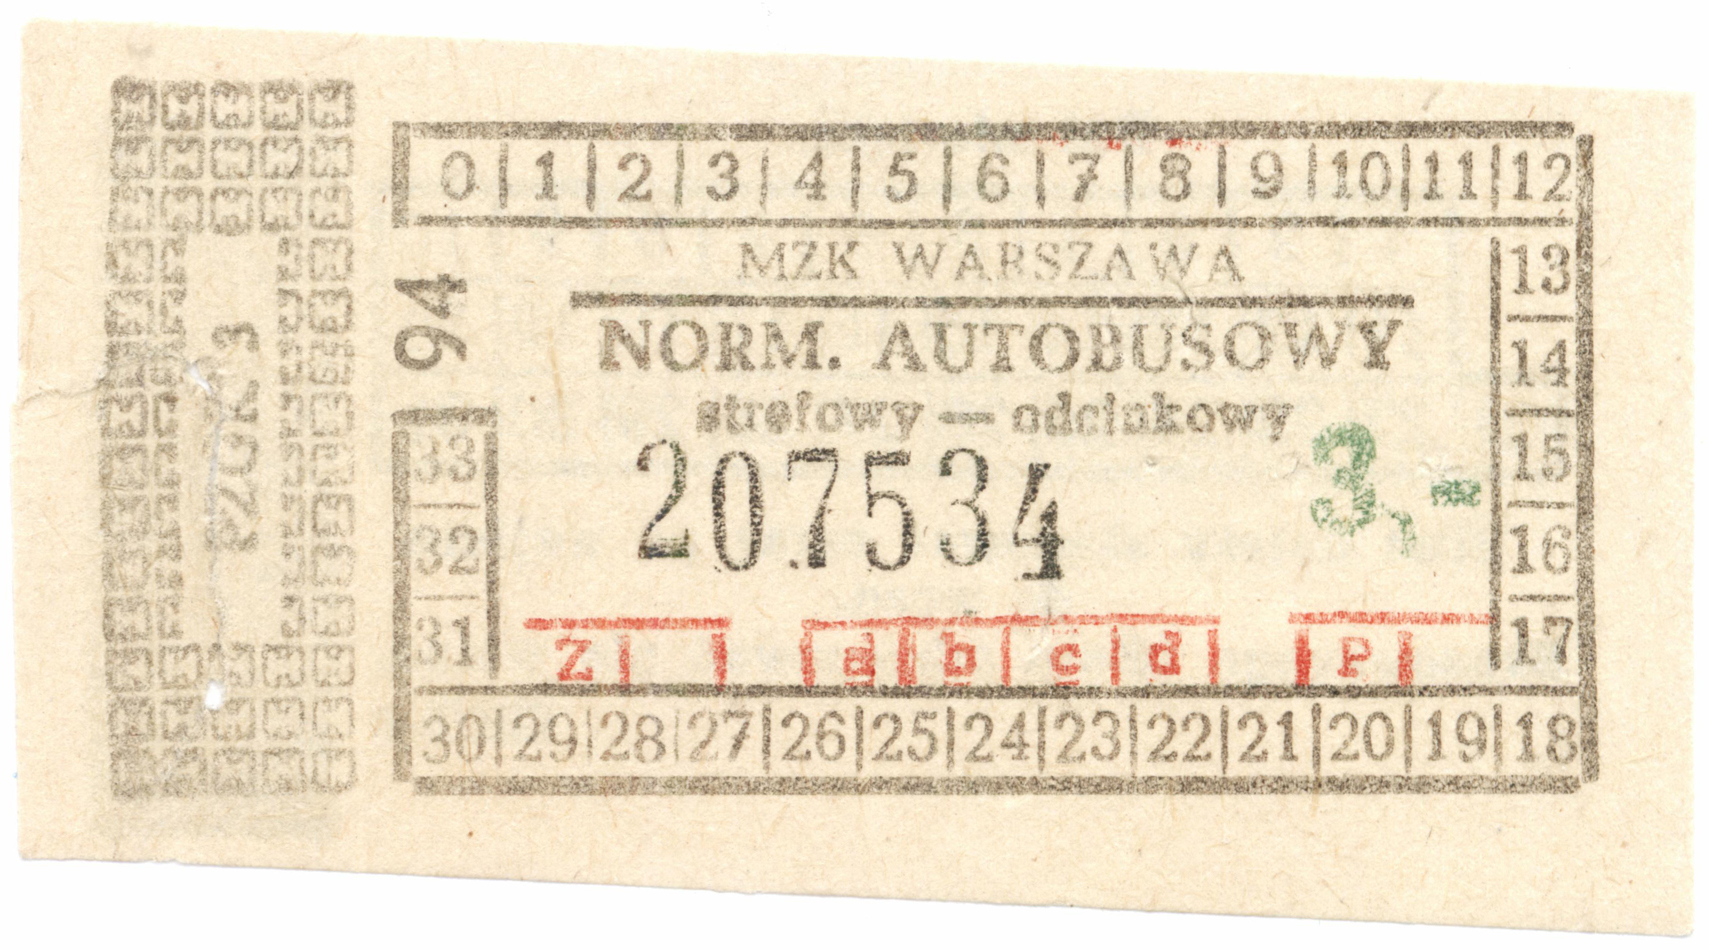 0 1 2 3 4 5 6 7 8 9 10 11 12
MZK WARSZAWA
NORM. AUTOBUSOWY
strefowy — odcinkowy
207534
3,-
94
13
14
15
16
17
33
32
31
Z a b c d P
30 29 28 27 26 25 24 23 22 21 20 19 18